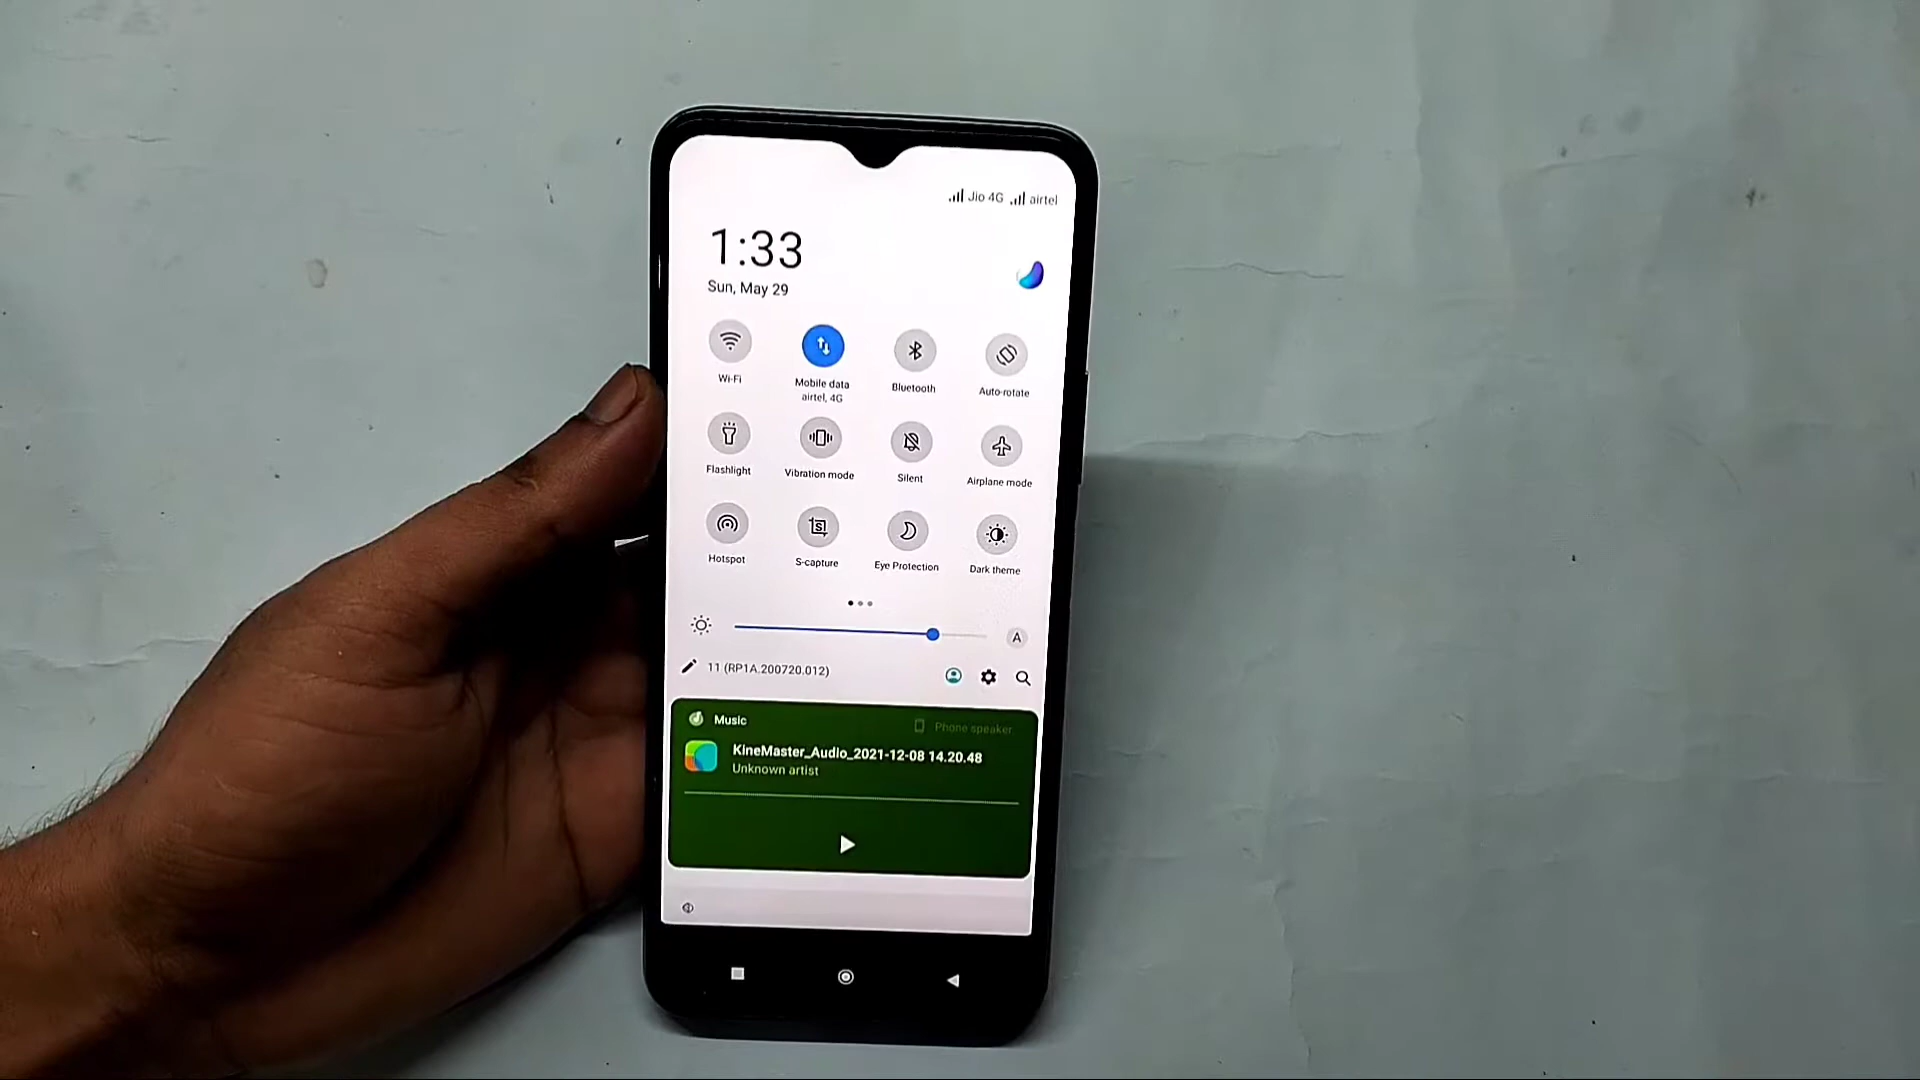 Jio 4G airtel
1:33
Sun, May 29
Wi-Fi
Mobile data
airtel, 4G
Bluetooth
Auto-rotate
Flashlight
Vibration mode
Silent
Airplane mode
Hotspot
S-capture
Eye Protection
Dark theme
A
11 (RP1A.200720.012)
Music
Phone speaker
KineMaster_Audio_2021-12-08 14.20.48
Unknown artist